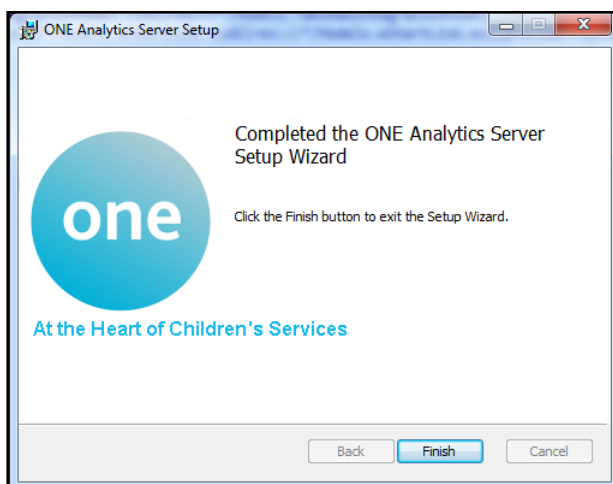 ONE Analytics Server Setup
Completed the ONE Analytics Server
Setup Wizard
one
Click the Finish button to exit the Setup Wizard.
At the Heart of Children's Services
Back
Finish
Cancel